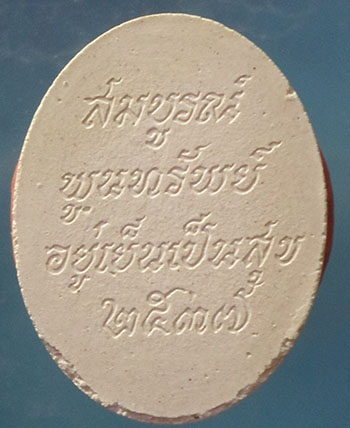 สมบูรณ์
พูนทรัพย์
อยู่เย็นเป็นสุข
๒๕๓๗